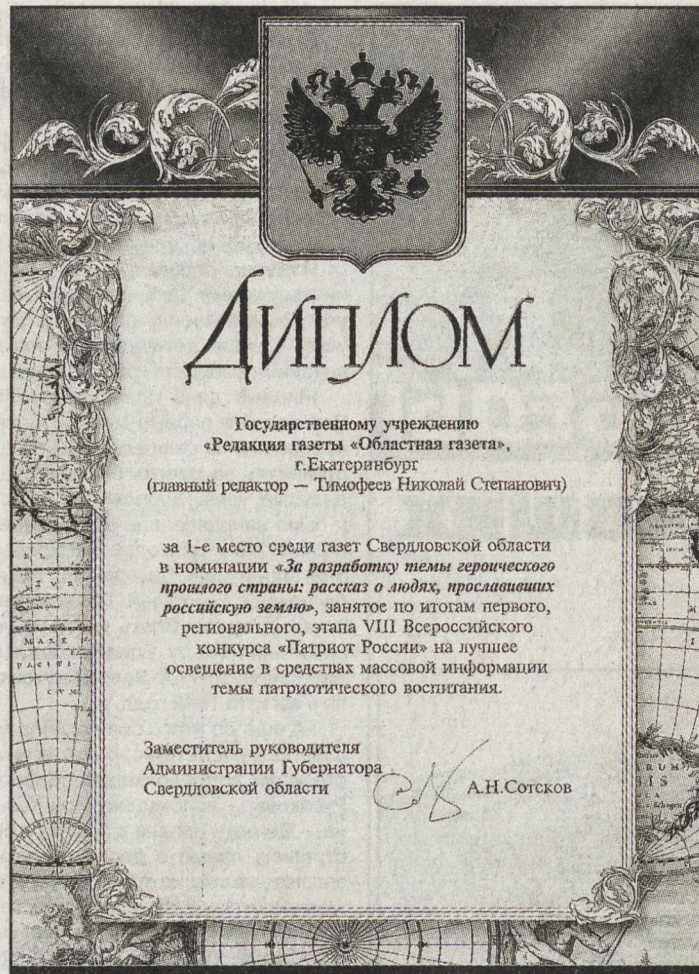 ДИПЛОМ
Государственному учреждению
«Редакция газеты «Областная газета»,
г.Екатеринбург
(главный редактор — Тимофеев Николай Степанович)
за 1-е место среди газет Свердловской области
в номинации «За разработку темы героического
прошлого страны: рассказ о людях, прославивших
российскую землю», занятое по итогам первого,
регионального, этапа VIII Всероссийского
конкурса «Патриот России» на лучшее
освещение в средствах массовой информации
темы патриотического воспитания.
Заместитель руководителя
Администрации Губернатора
Свердловской области А.Н.Сотсков